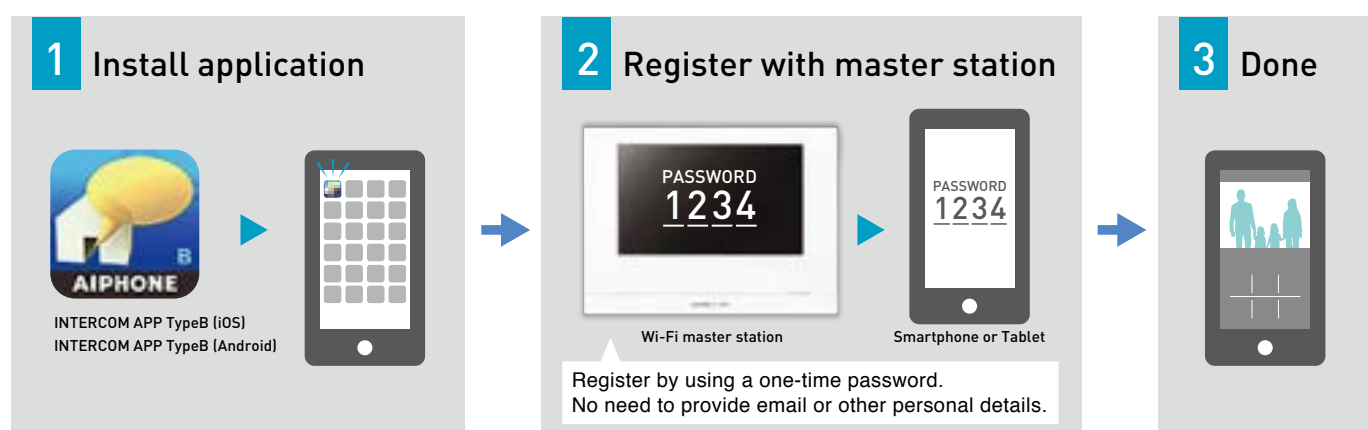 1 Install application
B
AIPHONE
INTERCOM APP TypeB (iOS)
INTERCOM APP TypeB (Android)
2 Register with master station
PASSWORD
1234
Wi-Fi master station
PASSWORD
1234
Smartphone or Tablet
Register by using a one-time password.
No need to provide email or other personal details.
3 Done